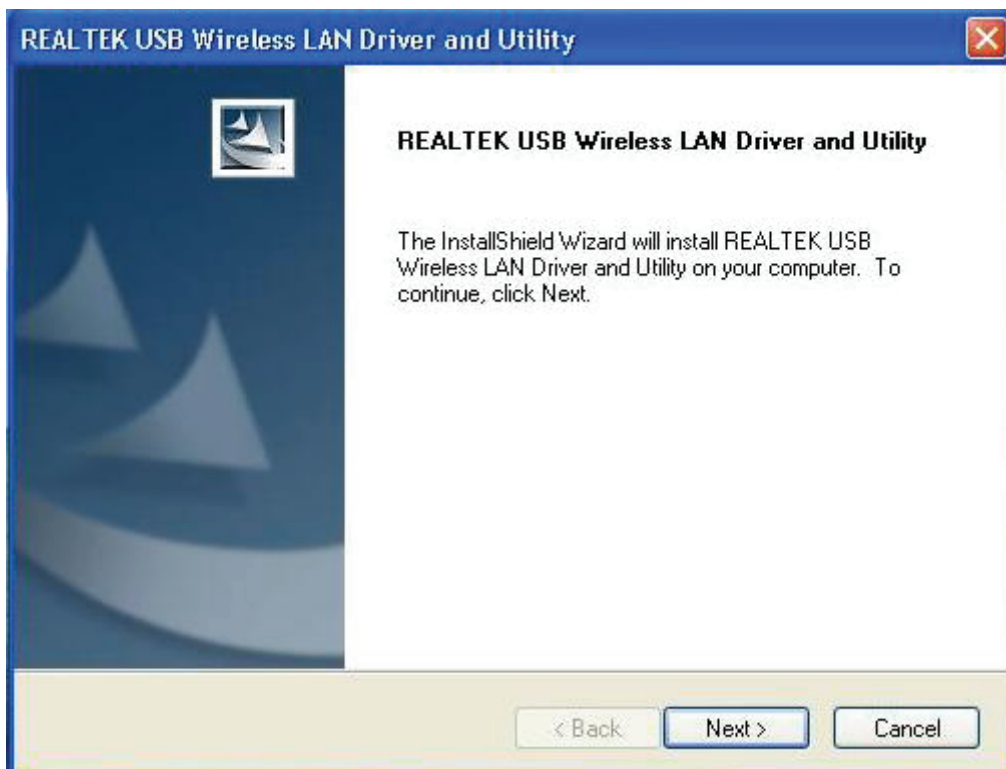 REALTEK USB Wireless LAN Driver and Utility
REALTEK USB Wireless LAN Driver and Utility
The InstallShield Wizard will install REALTEK USB
Wireless LAN Driver and Utility on your computer. To
continue, click Next.
< Back Next > Cancel